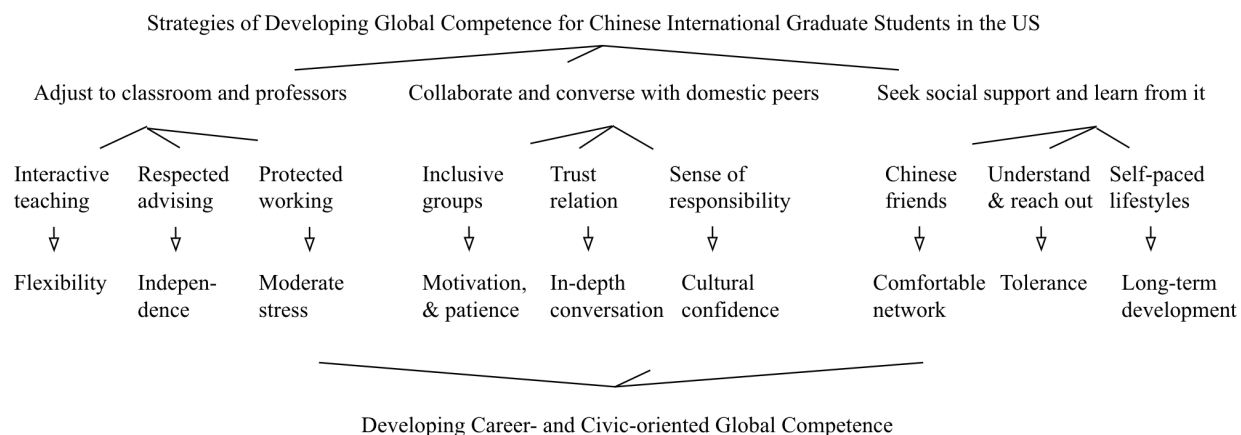 Strategies of Developing Global Competence for Chinese International Graduate Students in the US
Adjust to classroom and professors
Collaborate and converse with domestic peers
Seek social support and learn from it
Interactive
teaching
Respected
advising
Protected
working
Inclusive
groups
Trust
relation
Sense of
responsibility
Chinese
friends
Understand
& reach out
Self-paced
lifestyles
Flexibility
Indepen-
dence
Moderate
stress
Motivation,
& patience
In-depth
conversation
Cultural
confidence
Comfortable
network
Tolerance
Long-term
development
Developing Career- and Civic-oriented Global Competence